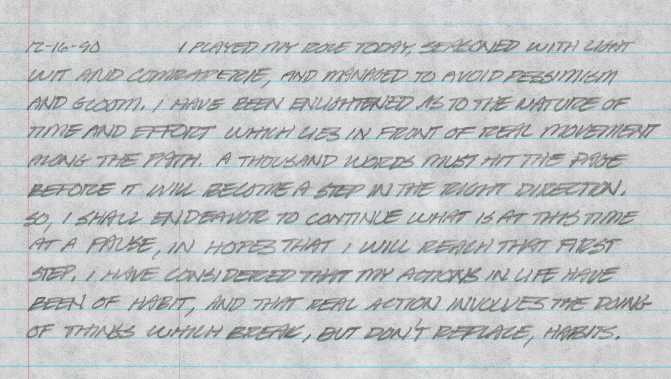 12-16-90 I PLAYED MY ROLE TODAY, SEASONED WITH LIGHT
WIT AND COMRADERIE, AND MANAGED TO AVOID PESSIMISM
AND GLOOM. I HAVE BEEN ENLIGHTENED AS TO THE NATURE OF
TIME AND EFFORT WHICH LIES IN FRONT OF REAL MOVEMENT
ALONG THE PATH. A THOUSAND WORDS MUST HIT THE PAGE
BEFORE IT WILL BECOME A STEP IN THE RIGHT DIRECTION.
SO, I SHALL ENDEAVOR TO CONTINUE WHAT IS AT THIS TIME
AT A PAUSE, IN HOPES THAT I WILL REACH THAT FIRST
STEP. I HAVE CONSIDERED THAT MY ACTIONS IN LIFE HAVE
BEEN OF HABIT, AND THAT REAL ACTION INVOLVES THE DOING
OF THINGS WHICH BREAK, BUT DON'T REPLACE, HABITS.